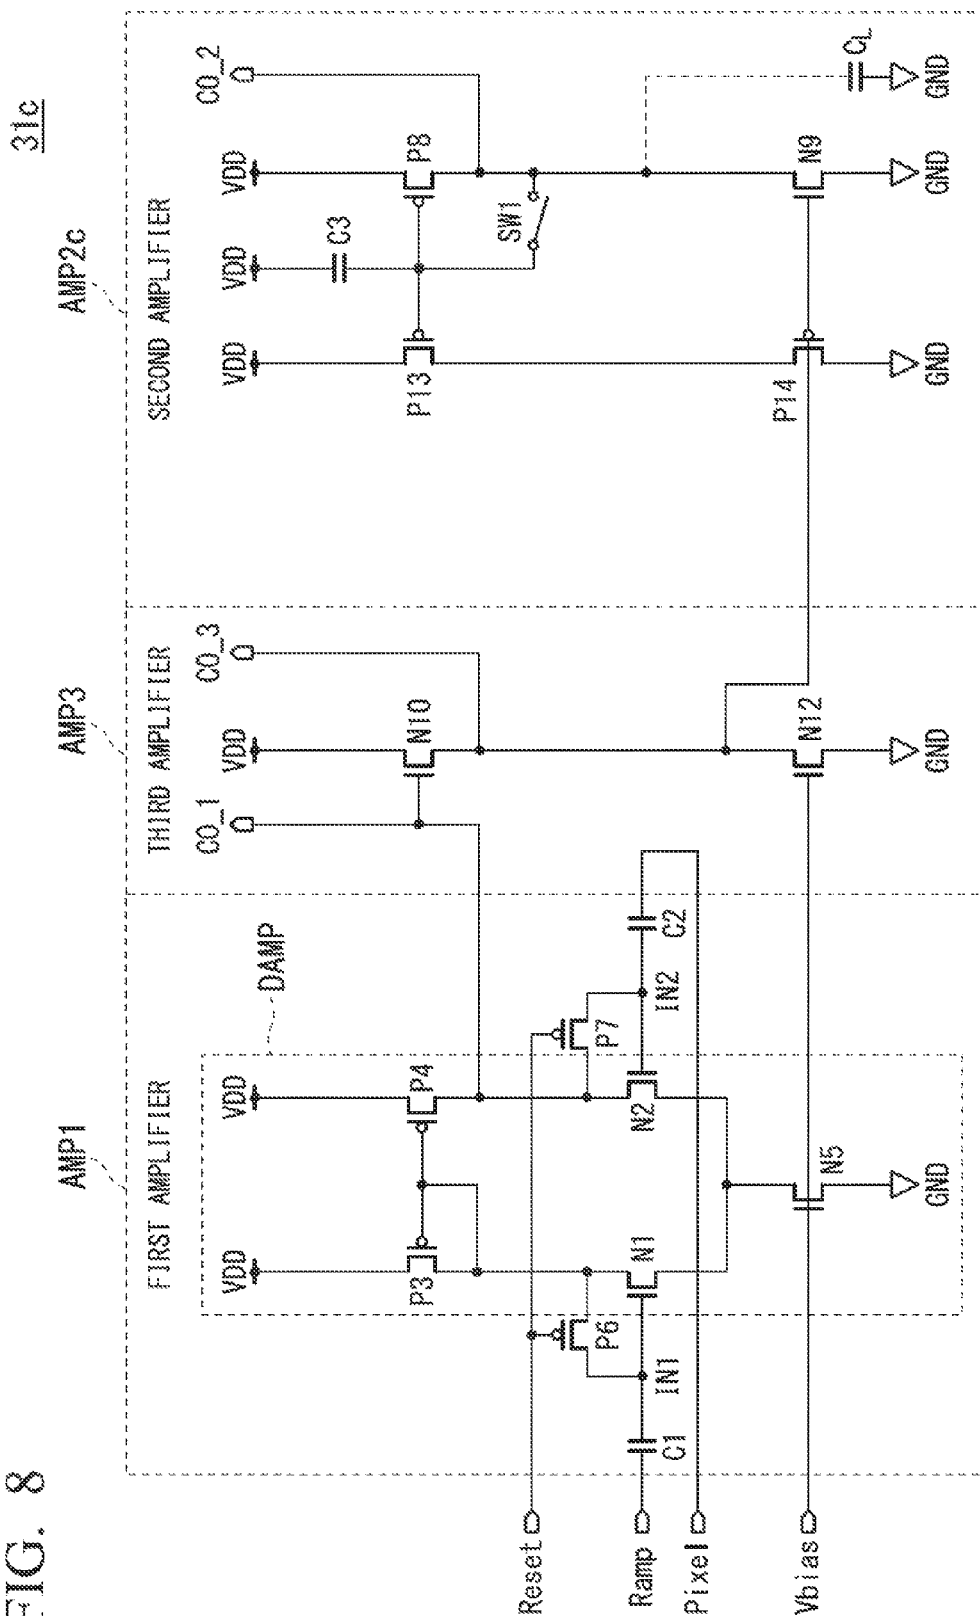 FIG. 8
31c
AMP1
AMP3
AMP2c
FIRST AMPLIFIER
THIRD AMPLIFIER
SECOND AMPLIFIER
DAMP
CO_1
CO_3
CO_2
VDD
VDD
VDD
VDD
VDD
VDD
C3
P3
P4
N10
P13
P8
SW1
Reset
P6
P7
Ramp
C1
IN1
N1
N2
IN2
C2
Pixel
CL
Vbias
N5
N12
P14
N9
GND
GND
GND
GND
GND